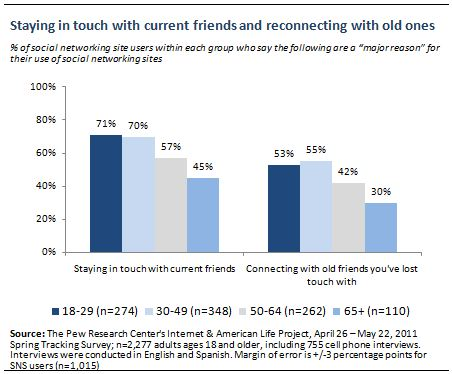 Staying in touch with current friends and reconnecting with old ones
% of social networking site users within each group who say the following are a “major reason” for
their use of social networking sites
100%
80%
60%
40%
20%
0%
71%
70%
57%
45%
53%
55%
42%
30%
Staying in touch with current friends
Connecting with old friends you've lost
touch with
18-29 (n=274)
30-49 (n=348)
50-64 (n=262)
65+ (n=110)
Source: The Pew Research Center's Internet & American Life Project, April 26 – May 22, 2011
Spring Tracking Survey; n=2,277 adults ages 18 and older, including 755 cell phone interviews.
Interviews were conducted in English and Spanish. Margin of error is +/-3 percentage points for
SNS users (n=1,015)